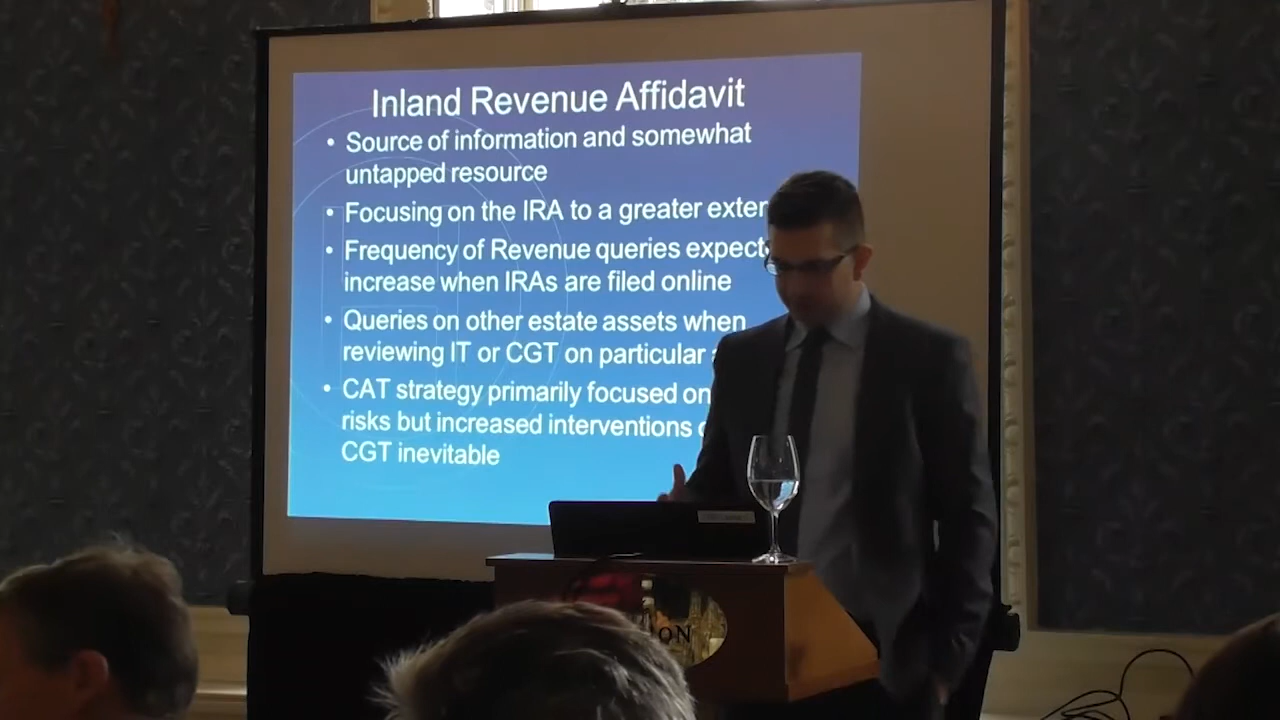 Inland Revenue Affidavit
• Source of information and somewhat
untapped resource
• Focusing on the IRA to a greater
• Frequency of Revenue queries
increase when IRAs are filed online
• Queries on other estate assets when
reviewing IT or CGT on particular
• CAT strategy primarily focused on
risks but increased interventions
CGT inevitable
ON